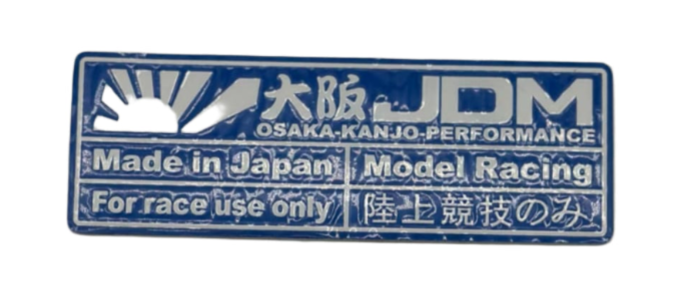 大阪 JDM
OSAKA-KANJO-PERFORMANCE
Made in Japan
Model Racing
For race use only
陸上競技のみ